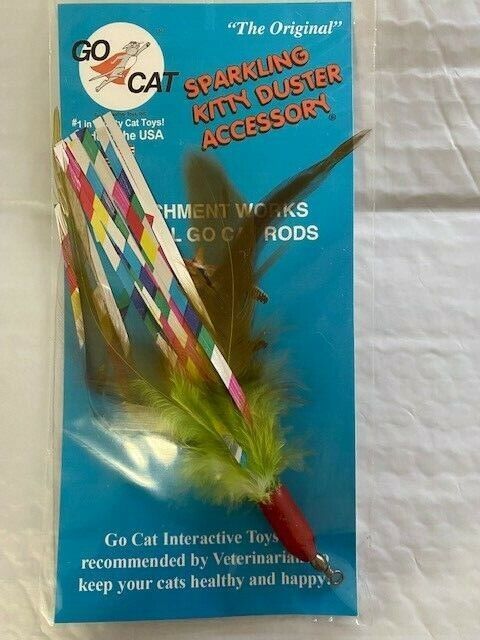 "The Original"
GO
CAT
SPARKLING
KITTY DUSTER
ACCESSORY®
#1 in Cat Toys!
the USA
WORKS
GO RODS
Go Cat Interactive Toys
recommended by
keep your cats healthy and happy!